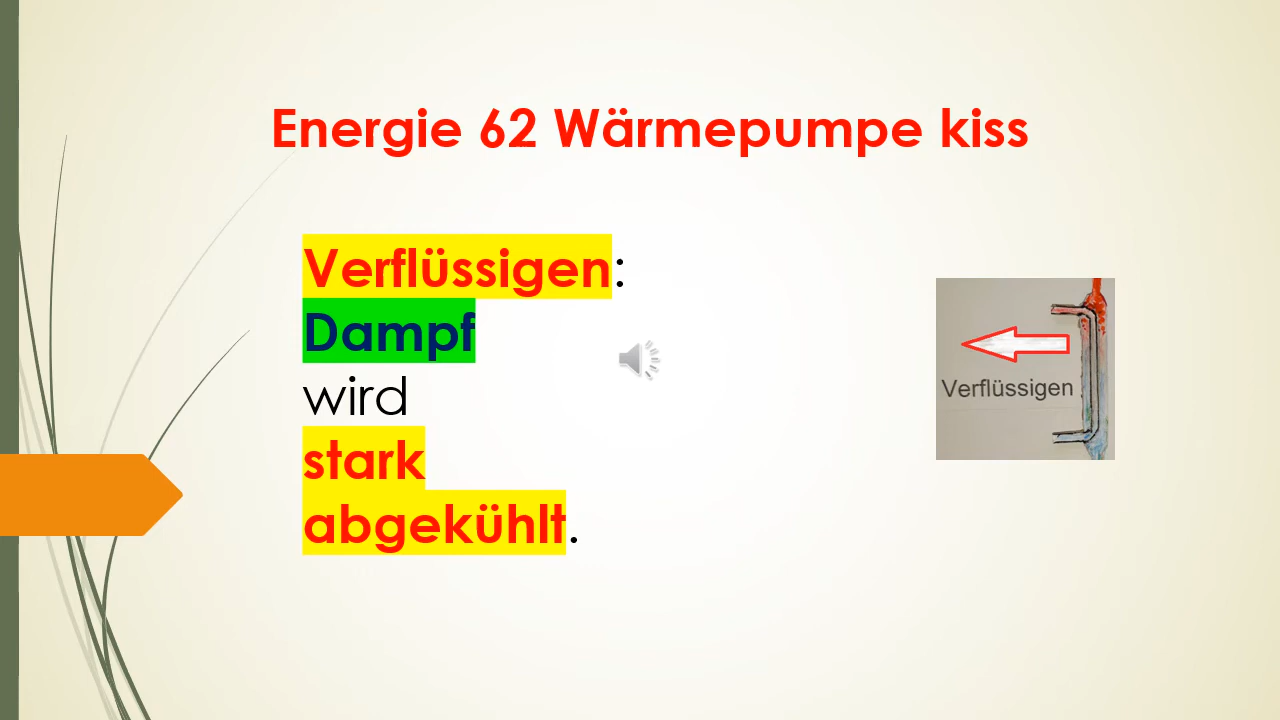 Energie 62 Wärmepumpe kiss
Verflüssigen:
Dampf
wird
stark
abgekühlt.
Verflüssigen